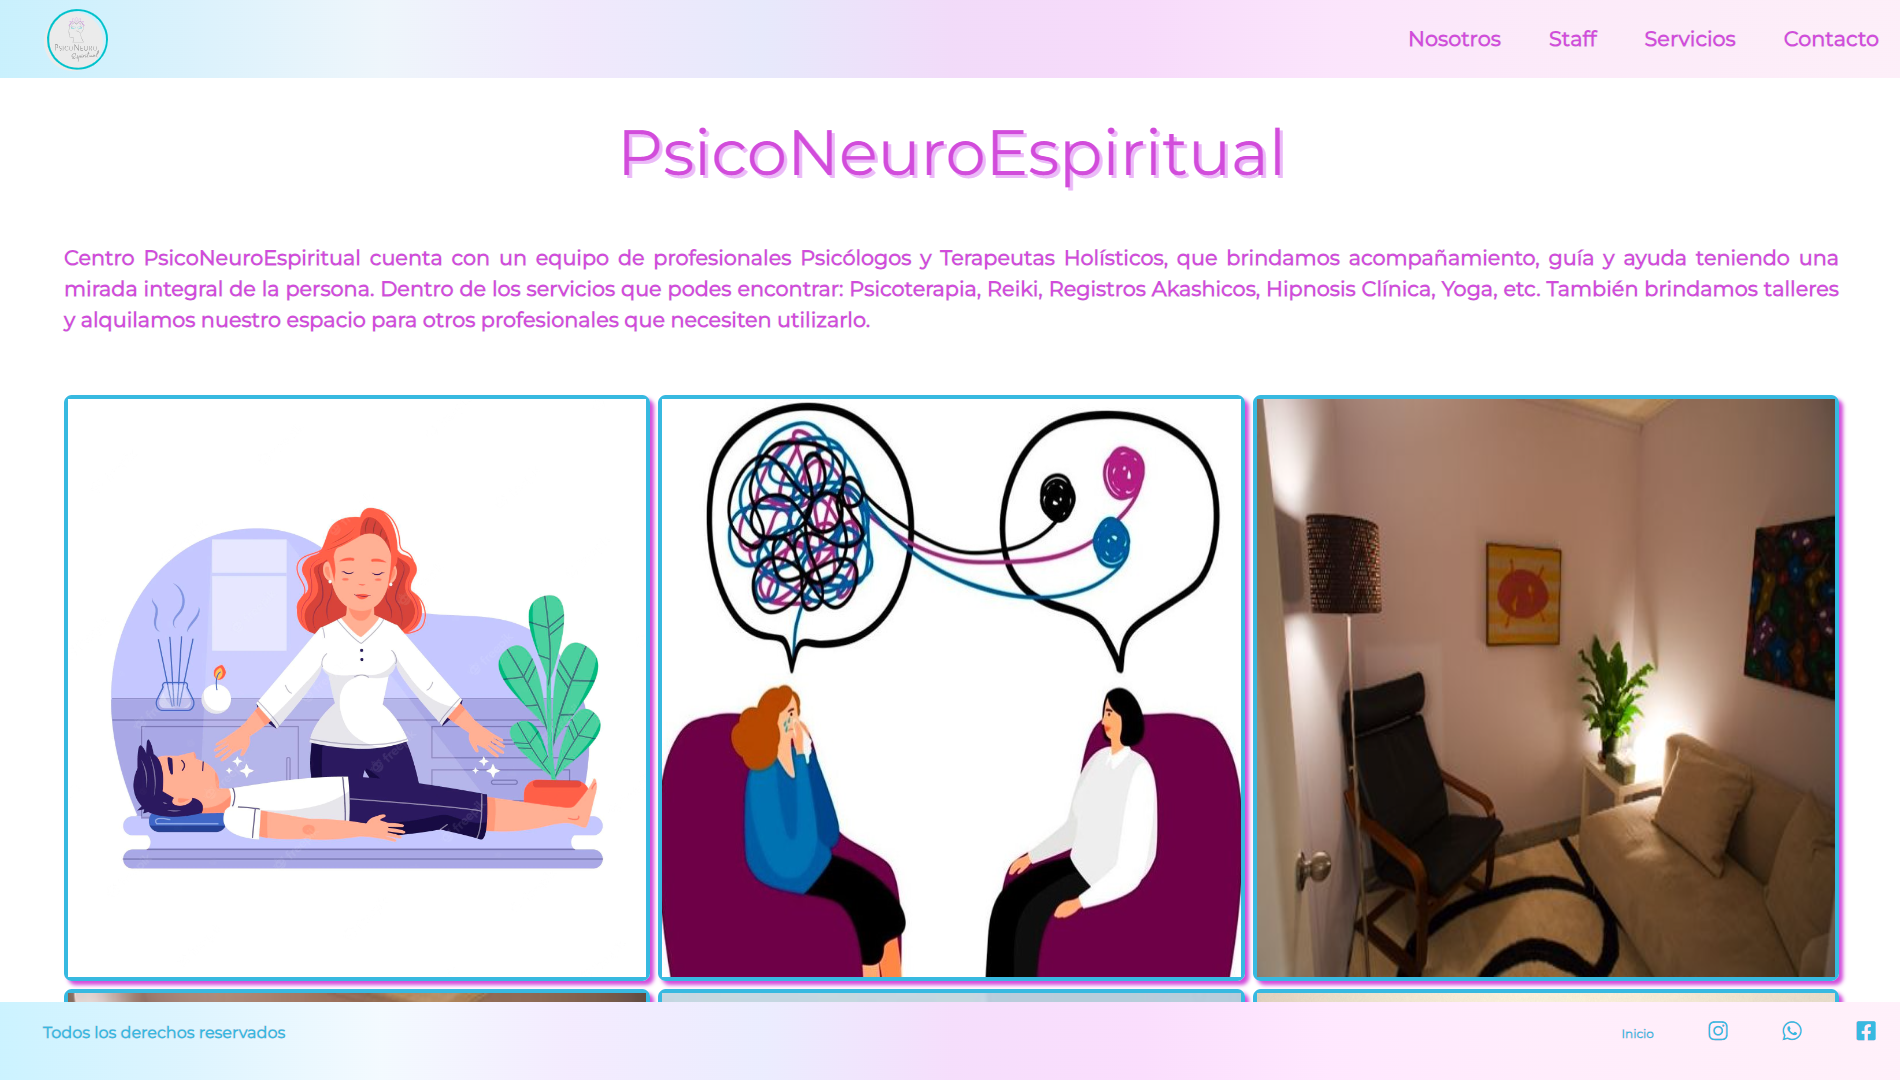 PsicoNeuro
Espiritual
Nosotros Staff Servicios Contacto
PsicoNeuroEspiritual
Centro PsicoNeuroEspiritual cuenta con un equipo de profesionales Psicólogos y Terapeutas Holísticos, que brindamos acompañamiento, guía y ayuda teniendo una
mirada integral de la persona. Dentro de los servicios que podes encontrar: Psicoterapia, Reiki, Registros Akashicos, Hipnosis Clínica, Yoga, etc. También brindamos talleres
y alquilamos nuestro espacio para otros profesionales que necesiten utilizarlo.
Todos los derechos reservados
Inicio